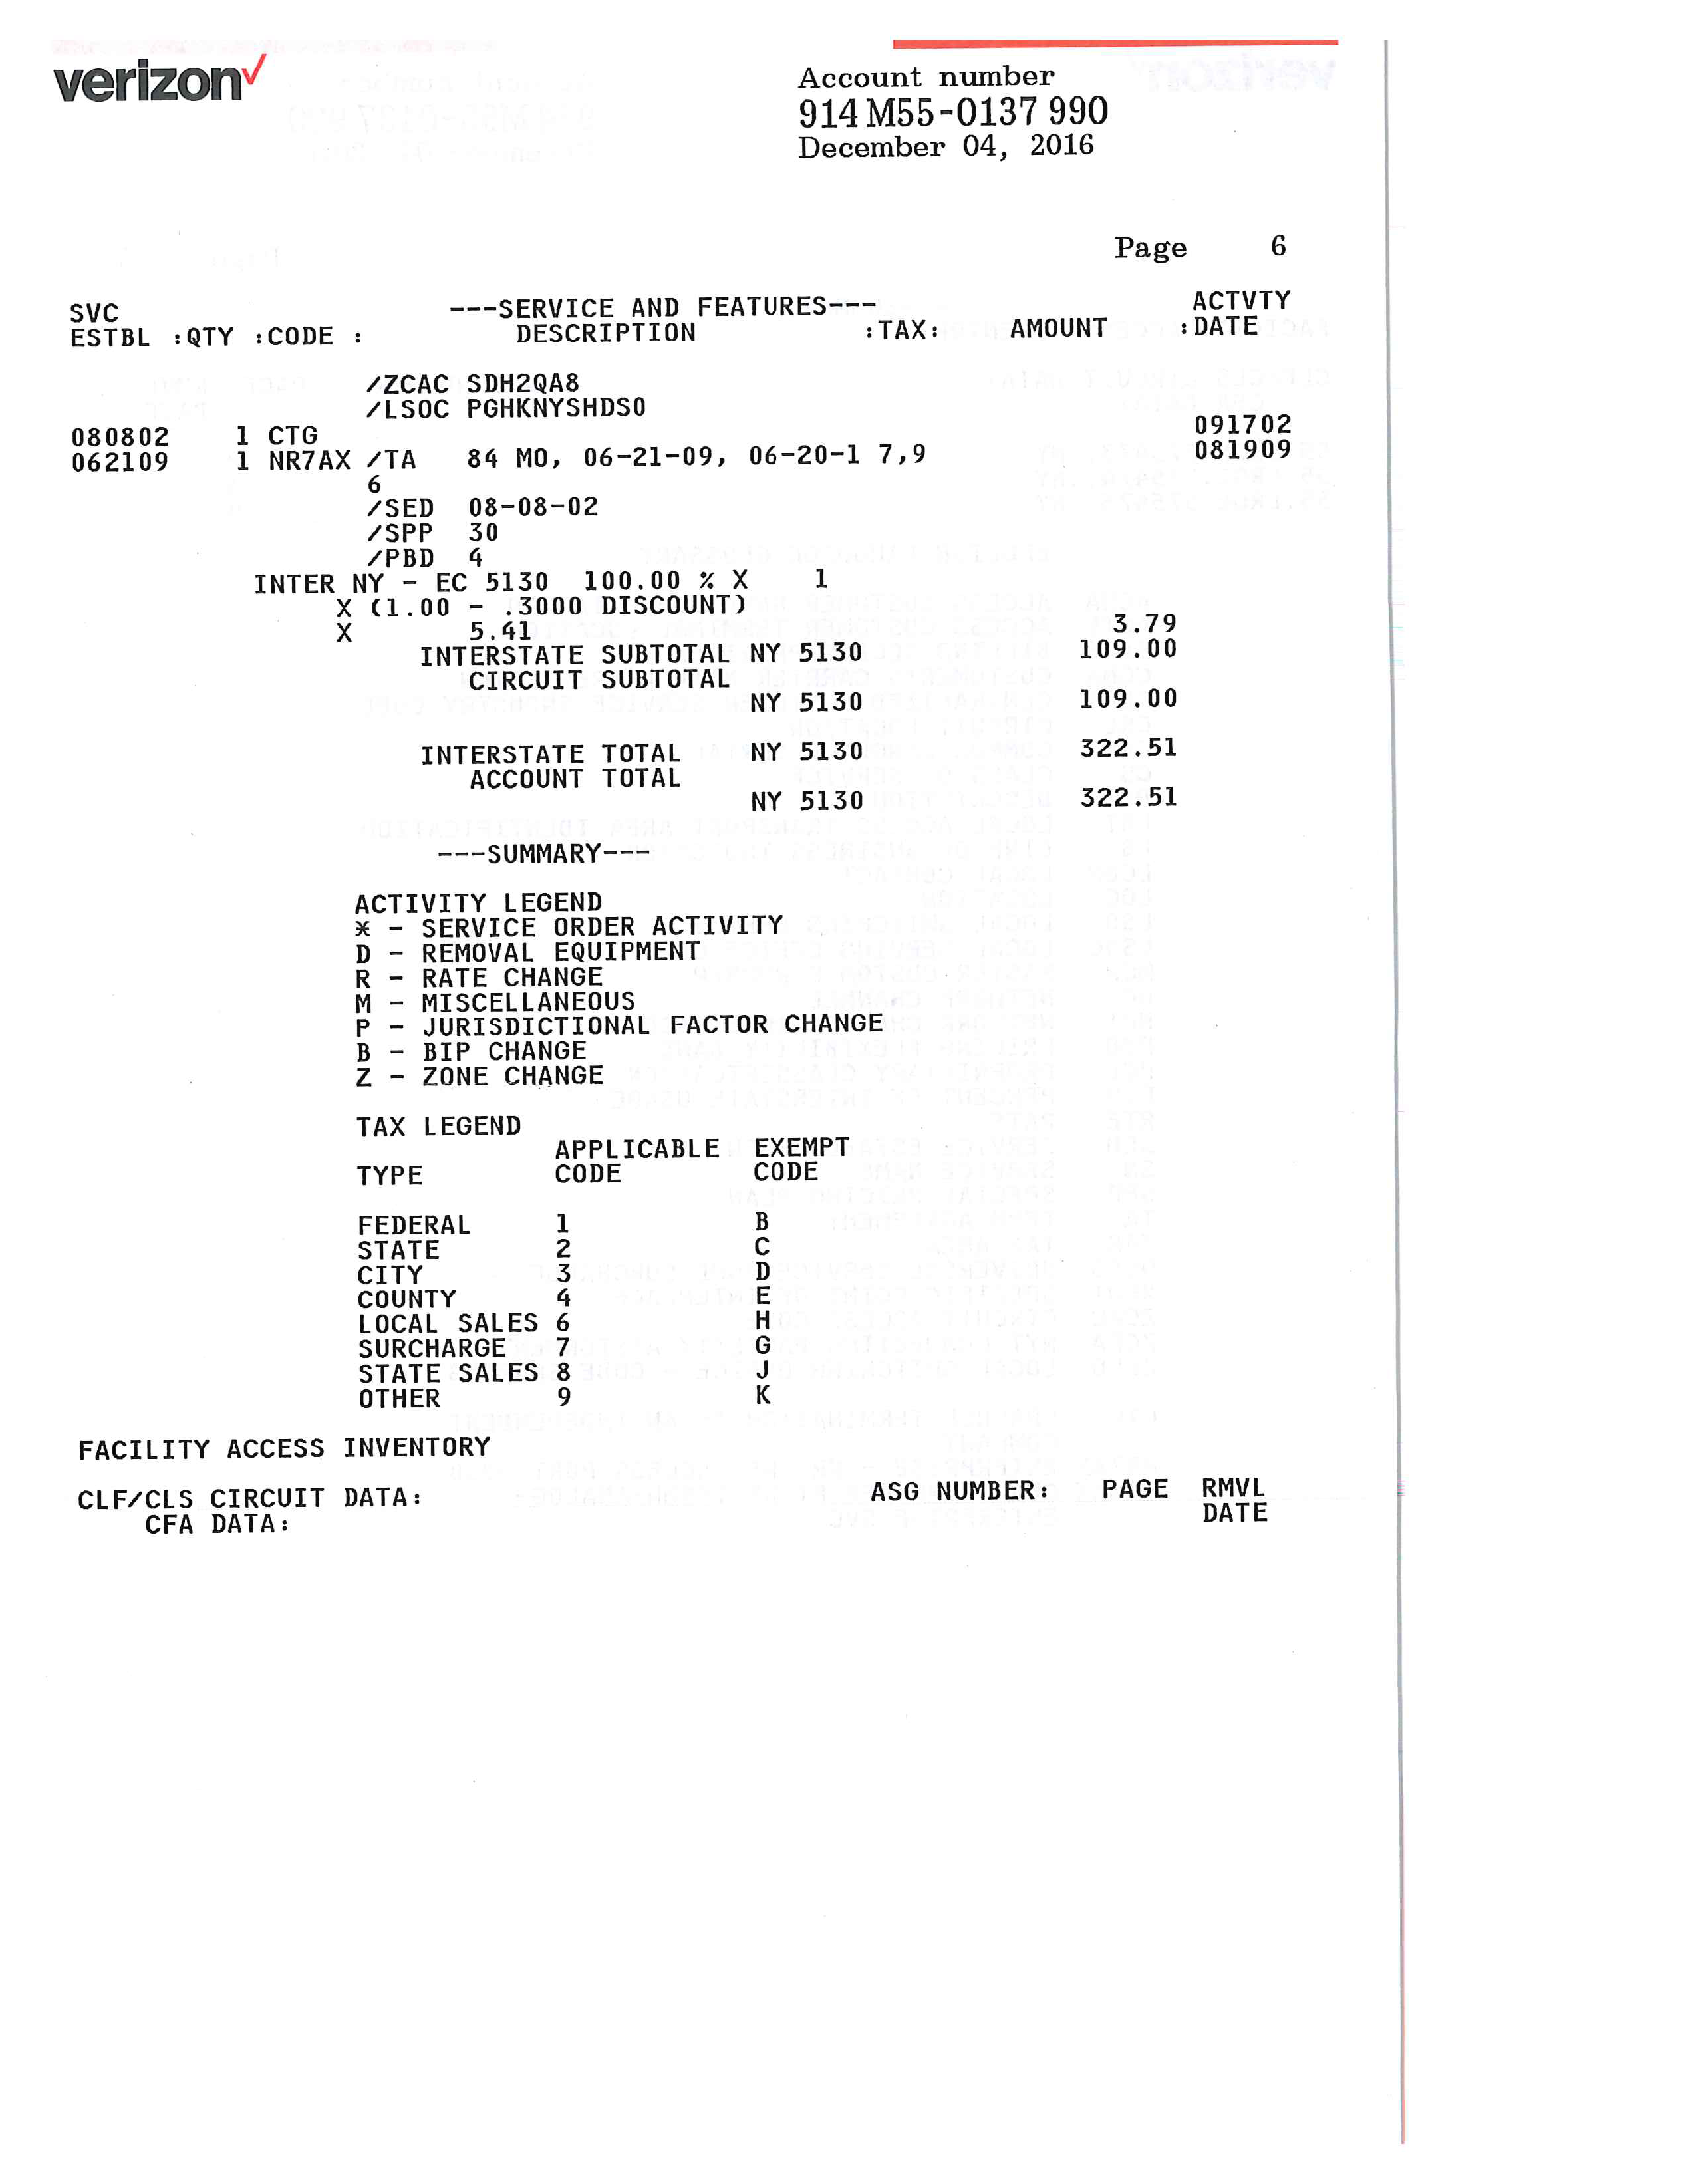 verizon
Account number
914 M55-0137 990
December 04, 2016
Page 6
SVC ---SERVICE AND FEATURES--- ACTVTY
ESTBL :QTY :CODE : DESCRIPTION :TAX: AMOUNT :DATE
/ZCAC SDH2QA8
/LSOC PGHKNYSHDS0
080802 1 CTG 091702
062109 1 NR7AX /TA 84 MO, 06-21-09, 06-20-1 7,9 081909
6
/SED 08-08-02
/SPP 30
/PBD 4
INTER NY - EC 5130 100.00 % X 1
X (1.00 - .3000 DISCOUNT)
X 5.41 3.79
INTERSTATE SUBTOTAL NY 5130 109.00
CIRCUIT SUBTOTAL
NY 5130 109.00
INTERSTATE TOTAL NY 5130 322.51
ACCOUNT TOTAL
NY 5130 322.51
---SUMMARY---
ACTIVITY LEGEND
* - SERVICE ORDER ACTIVITY
D - REMOVAL EQUIPMENT
R - RATE CHANGE
M - MISCELLANEOUS
P - JURISDICTIONAL FACTOR CHANGE
B - BIP CHANGE
Z - ZONE CHANGE
TAX LEGEND
APPLICABLE EXEMPT
TYPE CODE CODE
FEDERAL 1 B
STATE 2 C
CITY 3 D
COUNTY 4 E
LOCAL SALES 6 H
SURCHARGE 7 G
STATE SALES 8 J
OTHER 9 K
FACILITY ACCESS INVENTORY
CLF/CLS CIRCUIT DATA: ASG NUMBER: PAGE RMVL
CFA DATA: DATE